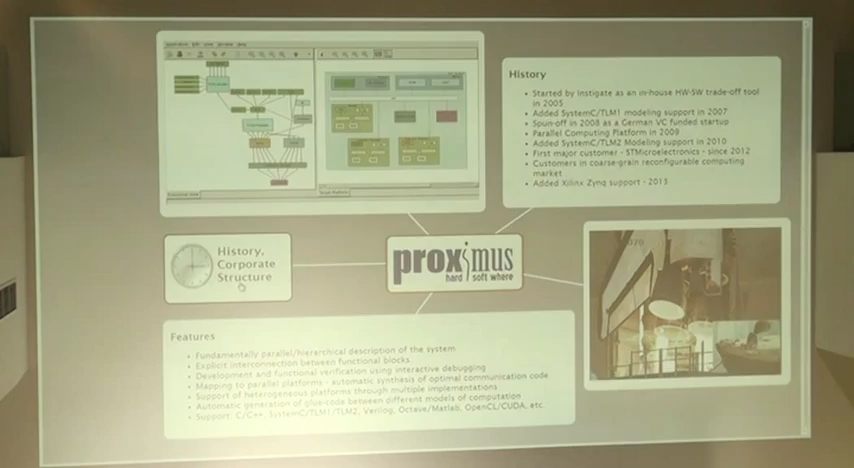 History
Started by Instigate as an in-house HW-SW trade-off tool
in 2005
Added SystemC/TLM1 modeling support in 2007
Spun-off in 2008 as a German VC funded startup
Parallel Computing Platform in 2009
Added SystemC/TLM2 Modeling support in 2010
First major customer - STMicroelectronics - since 2012
Customers in coarse-grain reconfigurable computing
market
Added Xilinx Zynq support - 2013
History,
Corporate
Structure
proximus
hard soft where
Features
Fundamentally parallel/hierarchical description of the system
Explicit interconnection between functional blocks
Development and functional verification using interactive debugging
Mapping to parallel platforms - automatic synthesis of optimal communication code
Support of heterogeneous platforms through multiple implementations
Automatic generation of glue-code between different models of computation
Support: C/C++, SystemC/TLM1/TLM2, Verilog, Octave/Matlab, OpenCL/CUDA, etc.